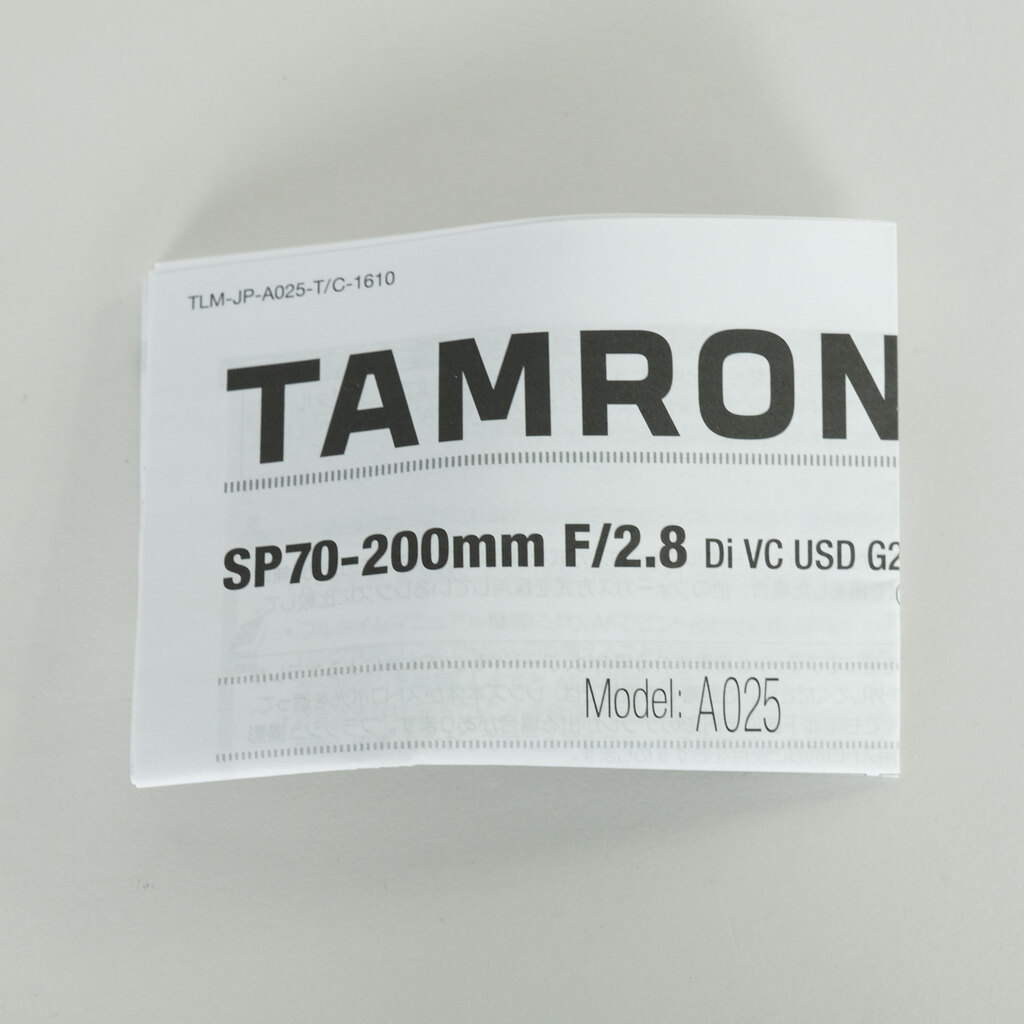 TLM-JP-A025-T/C-1610
TAMRON
SP70-200mm F/2.8 Di VC USD G2
Model: A025